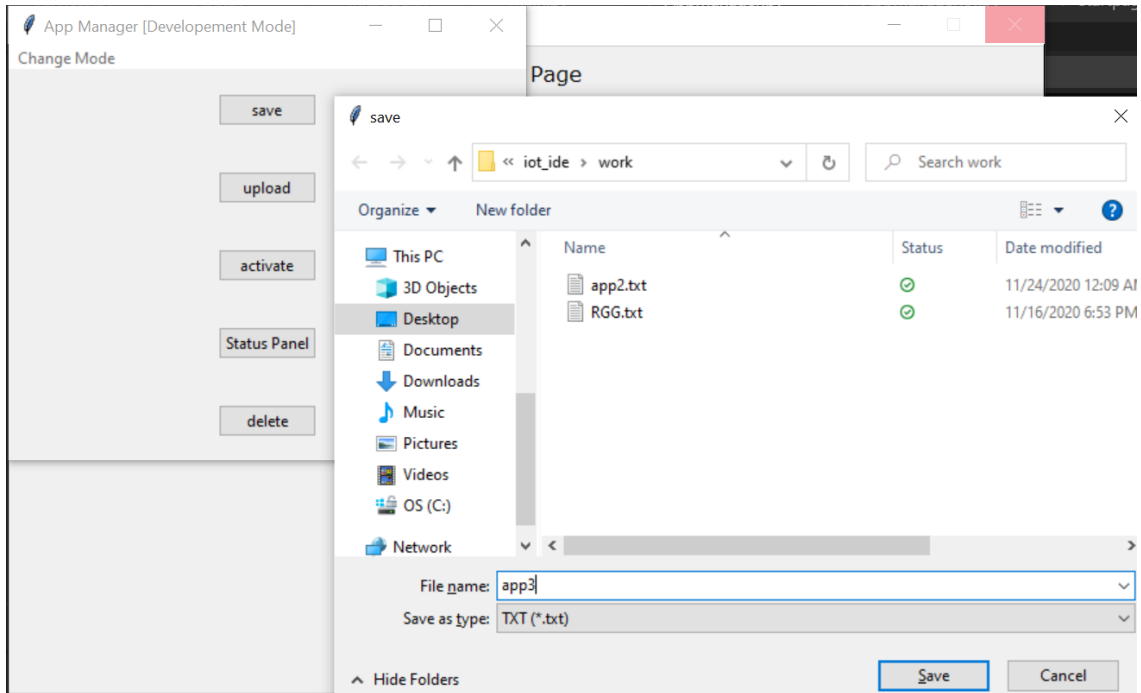 App Manager [Developement Mode]
Change Mode
Page
save
upload
activate
Status Panel
delete
save
« iot_ide › work
Search work
Organize
New folder
?
This PC
3D Objects
Desktop
Documents
Downloads
Music
Pictures
Videos
OS (C:)
Network
Name Status Date modified
app2.txt 11/24/2020 12:09 AM
RGG.txt 11/16/2020 6:53 PM
File name: app3
Save as type: TXT (*.txt)
Hide Folders
Save
Cancel